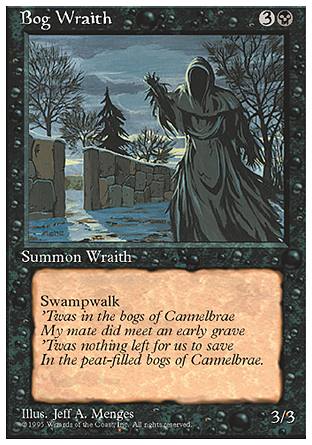 Bog Wraith 3
Summon Wraith
Swampwalk
'Twas in the bogs of Cannelbrae
My mate did meet an early grave
'Twas nothing left for us to save
In the peat-filled bogs of Cannelbrae.
Illus. Jeff A. Menges
©1995 Wizards of the Coast, Inc. All rights reserved.
3/3